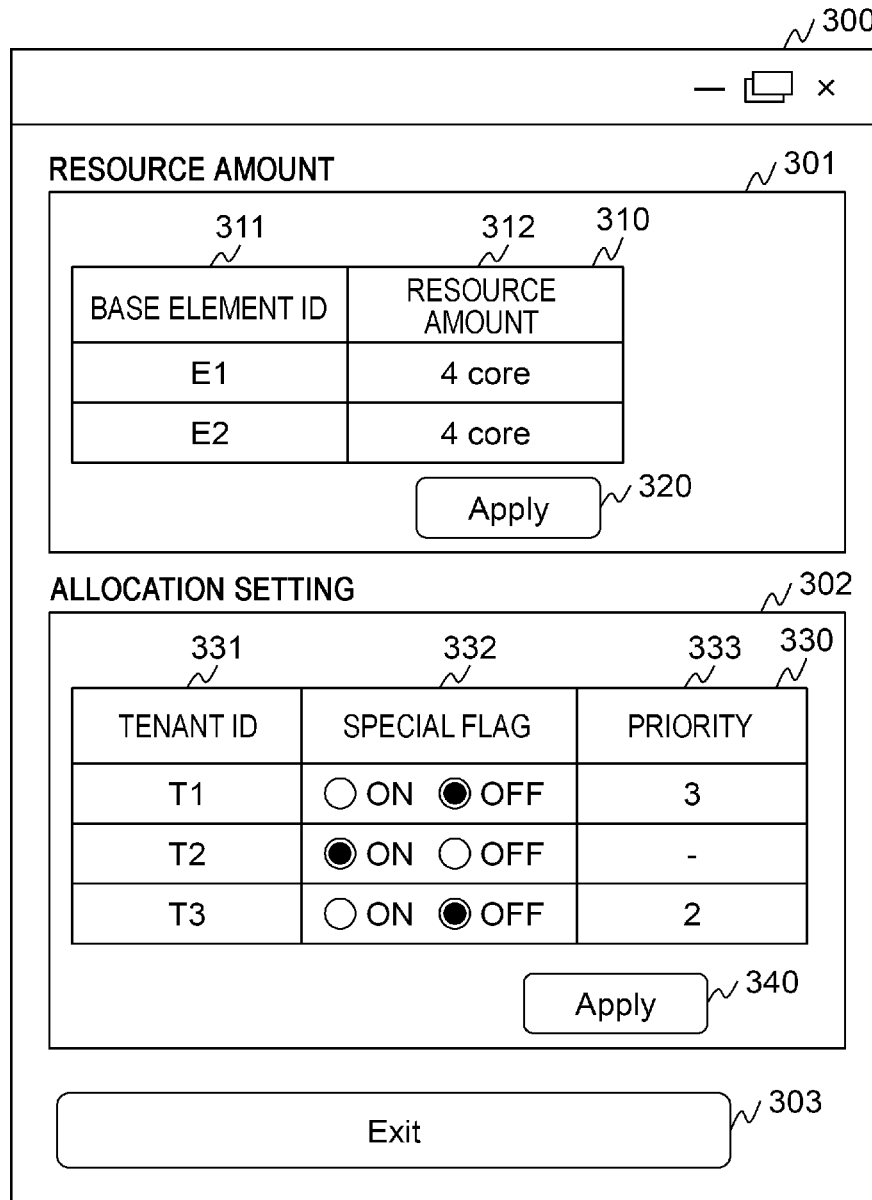 300
— ×
RESOURCE AMOUNT
301
311 312 310
BASE ELEMENT ID RESOURCE AMOUNT
E1 4 core
E2 4 core
Apply 320
ALLOCATION SETTING
302
331 332 333 330
TENANT ID SPECIAL FLAG PRIORITY
T1 ON OFF 3
T2 ON OFF -
T3 ON OFF 2
Apply 340
Exit 303